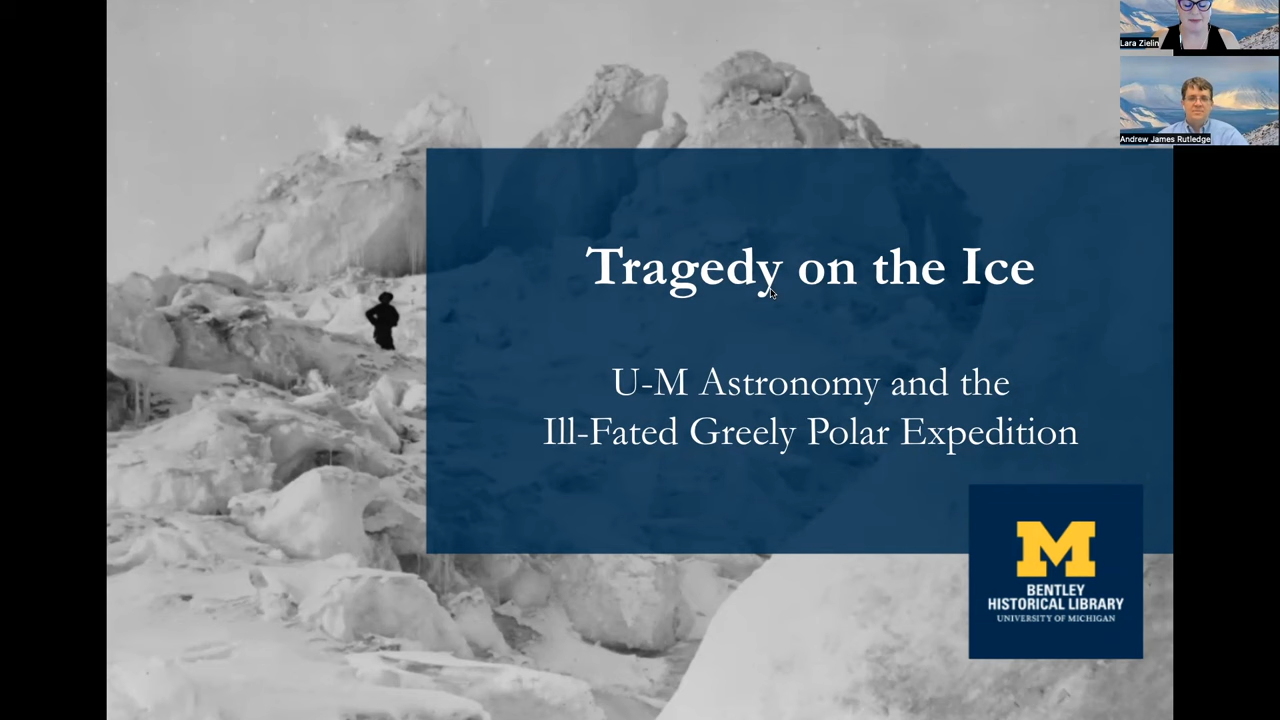 Lara Zielin
Andrew James Rutledge
Tragedy on the Ice
U-M Astronomy and the
Ill-Fated Greely Polar Expedition
M
BENTLEY
HISTORICAL LIBRARY
UNIVERSITY OF MICHIGAN